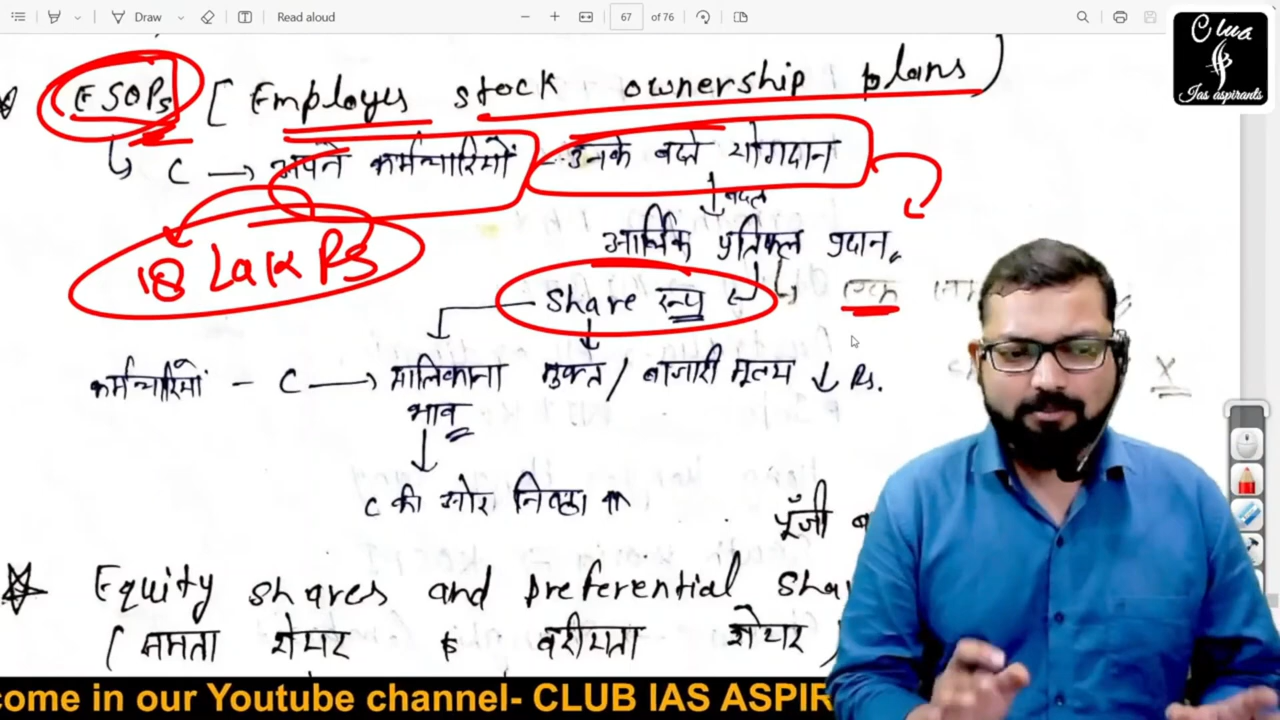 Draw
Read aloud
67 of 76
Clua
Ias aspirants
ESOPs [ Employes stock ownership plans )
C → अपने कर्मचारियों - उनके बदले योगदान
बदले
आर्थिक प्रतिफल प्रदान
18 Lakh Rs
Share रूप
कर्मचारियों - C → मालिकाना मुक्त / बाजारी मूल्य ↓ Rs.
भाव
X
C की ओर निष्ठा
पूँजी
Equity shares and preferential Sha
( समता शेयर & वरीयता शेयर )
come in our Youtube channel- CLUB IAS ASPIR